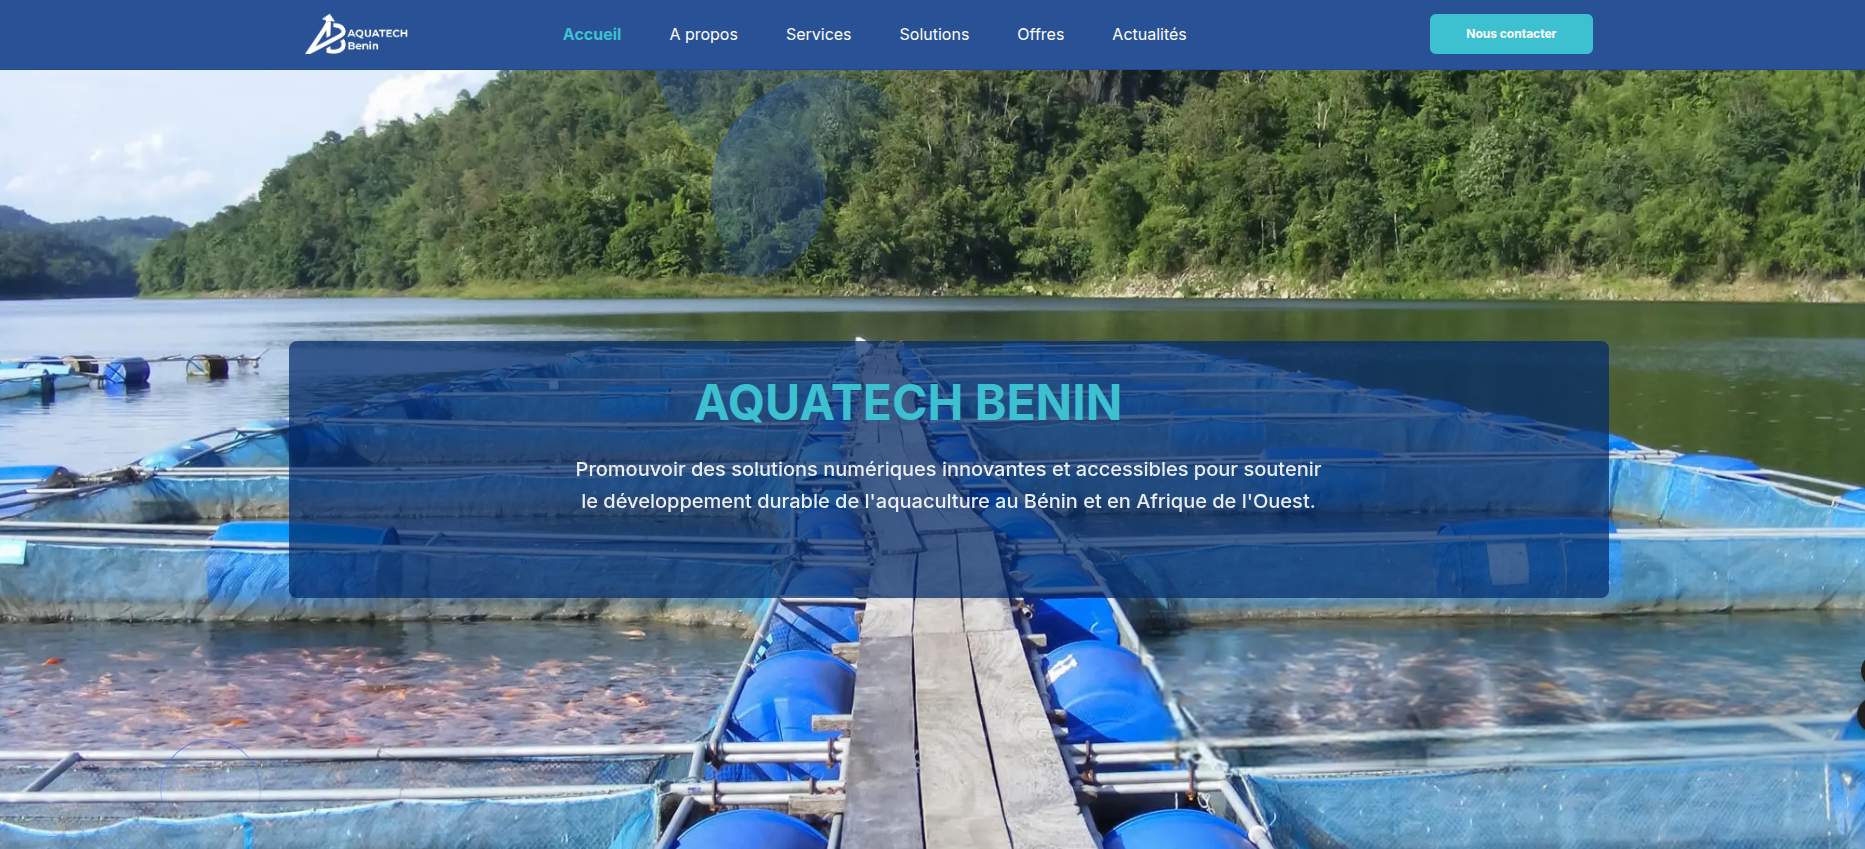 AQUATECH
Benin
Accueil
A propos
Services
Solutions
Offres
Actualités
Nous contacter
AQUATECH BENIN
Promouvoir des solutions numériques innovantes et accessibles pour soutenir
le développement durable de l'aquaculture au Bénin et en Afrique de l'Ouest.